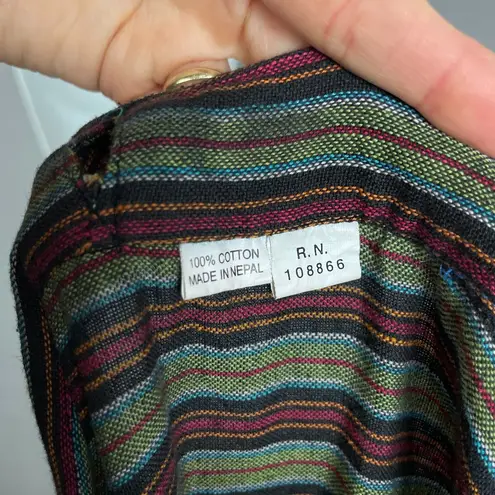 100% COTTON
MADE IN NEPAL
R.N.
108866